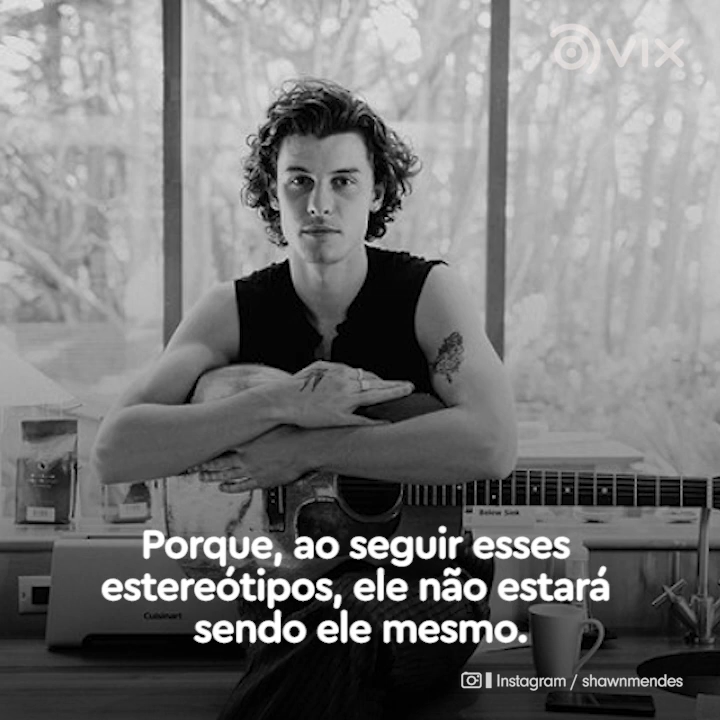 VIX
Below Sink
Porque, ao seguir esses
estereótipos, ele não estará
sendo ele mesmo.
Cuisinart
Instagram / shawnmendes